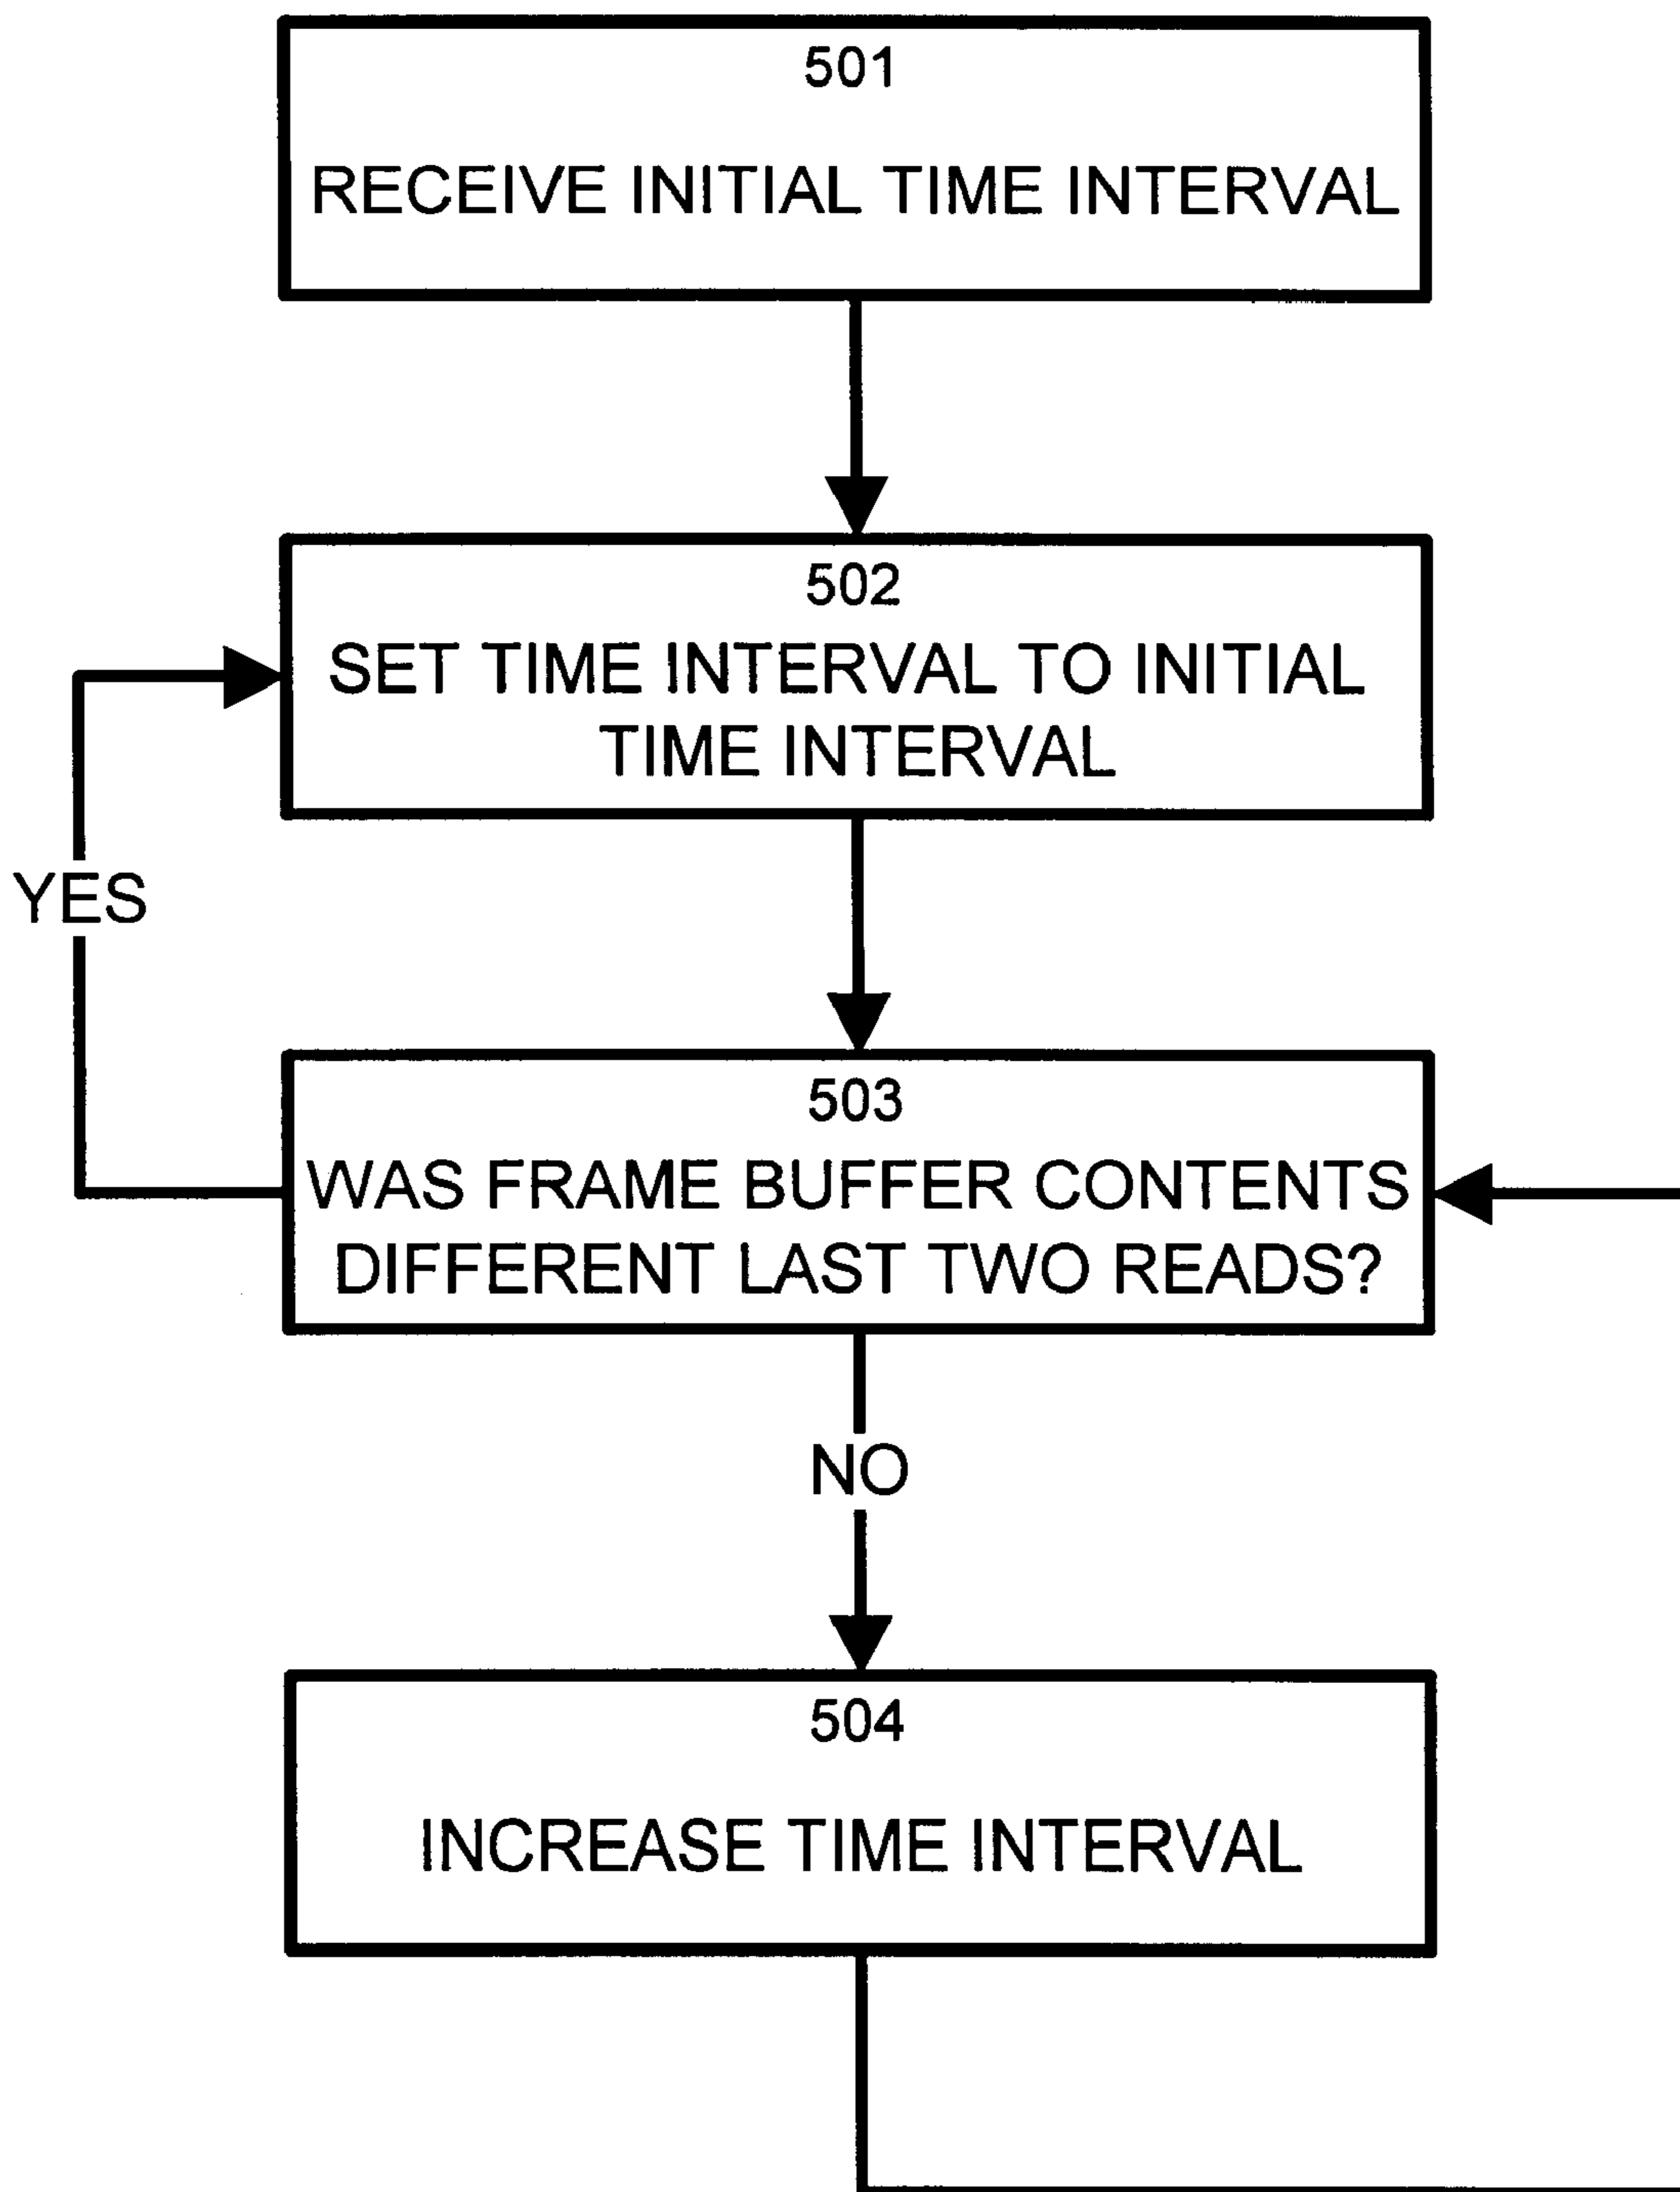 501
RECEIVE INITIAL TIME INTERVAL
502
SET TIME INTERVAL TO INITIAL
TIME INTERVAL
YES
503
WAS FRAME BUFFER CONTENTS
DIFFERENT LAST TWO READS?
NO
504
INCREASE TIME INTERVAL